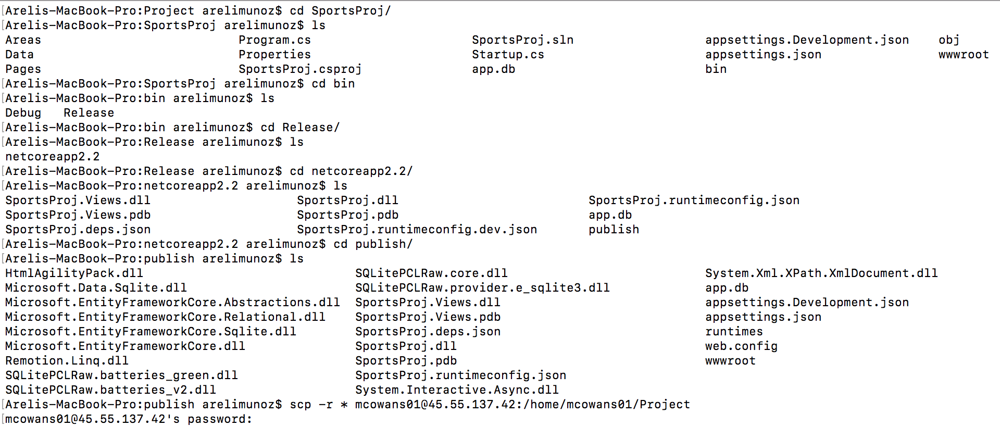 [Arelis-MacBook-Pro:Project arelimunoz$ cd SportsProj/
[Arelis-MacBook-Pro:SportsProj arelimunoz$ ls
Areas Program.cs SportsProj.sln appsettings.Development.json obj
Data Properties Startup.cs appsettings.json wwwroot
Pages SportsProj.csproj app.db bin
[Arelis-MacBook-Pro:SportsProj arelimunoz$ cd bin
[Arelis-MacBook-Pro:bin arelimunoz$ ls
Debug Release
[Arelis-MacBook-Pro:bin arelimunoz$ cd Release/
[Arelis-MacBook-Pro:Release arelimunoz$ ls
netcoreapp2.2
[Arelis-MacBook-Pro:Release arelimunoz$ cd netcoreapp2.2/
[Arelis-MacBook-Pro:netcoreapp2.2 arelimunoz$ ls
SportsProj.Views.dll SportsProj.dll SportsProj.runtimeconfig.json
SportsProj.Views.pdb SportsProj.pdb app.db
SportsProj.deps.json SportsProj.runtimeconfig.dev.json publish
[Arelis-MacBook-Pro:netcoreapp2.2 arelimunoz$ cd publish/
[Arelis-MacBook-Pro:publish arelimunoz$ ls
HtmlAgilityPack.dll SQLitePCLRaw.core.dll System.Xml.XPath.XmlDocument.dll
Microsoft.Data.Sqlite.dll SQLitePCLRaw.provider.e_sqlite3.dll app.db
Microsoft.EntityFrameworkCore.Abstractions.dll SportsProj.Views.dll appsettings.Development.json
Microsoft.EntityFrameworkCore.Relational.dll SportsProj.Views.pdb appsettings.json
Microsoft.EntityFrameworkCore.Sqlite.dll SportsProj.deps.json runtimes
Microsoft.EntityFrameworkCore.dll SportsProj.dll web.config
Remotion.Linq.dll SportsProj.pdb wwwroot
SQLitePCLRaw.batteries_green.dll SportsProj.runtimeconfig.json
SQLitePCLRaw.batteries_v2.dll System.Interactive.Async.dll
[Arelis-MacBook-Pro:publish arelimunoz$ scp -r * mcowans01@45.55.137.42:/home/mcowans01/Project
[mcowans01@45.55.137.42's password: